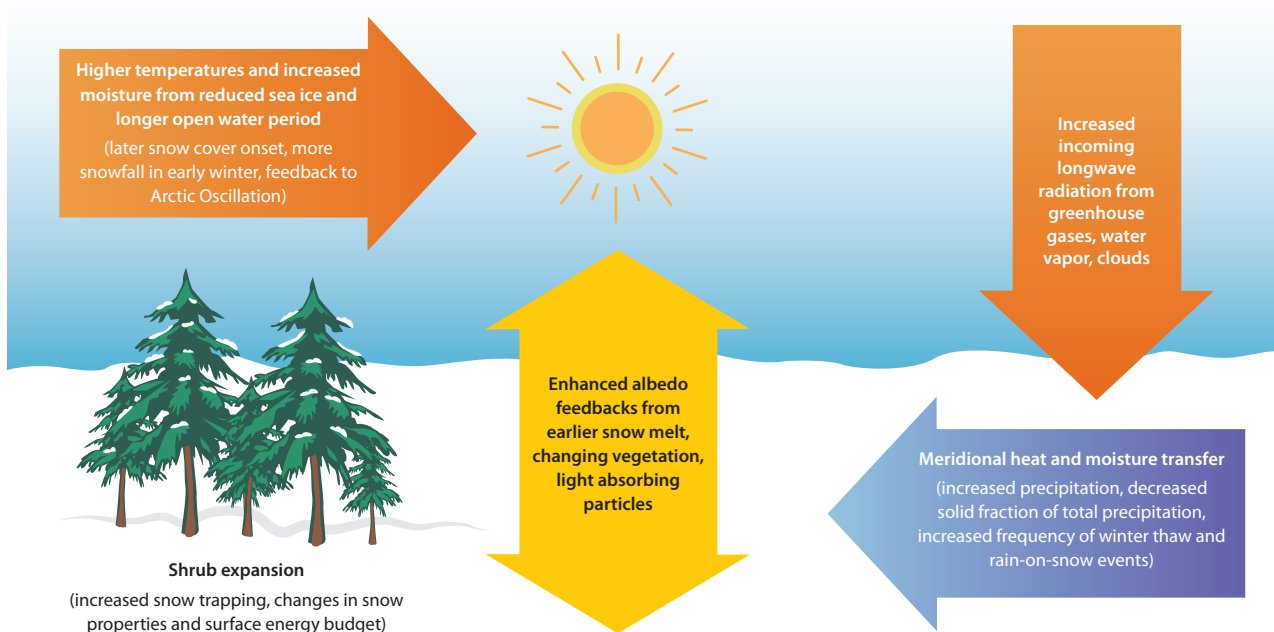 Higher temperatures and increased
moisture from reduced sea ice and
longer open water period
(later snow cover onset, more
snowfall in early winter, feedback to
Arctic Oscillation)
Increased
incoming
longwave
radiation from
greenhouse
gases, water
vapor, clouds
Enhanced albedo
feedbacks from
earlier snow melt,
changing vegetation,
light absorbing
particles
Meridional heat and moisture transfer
(increased precipitation, decreased
solid fraction of total precipitation,
increased frequency of winter thaw and
rain-on-snow events)
Shrub expansion
(increased snow trapping, changes in snow
properties and surface energy budget)